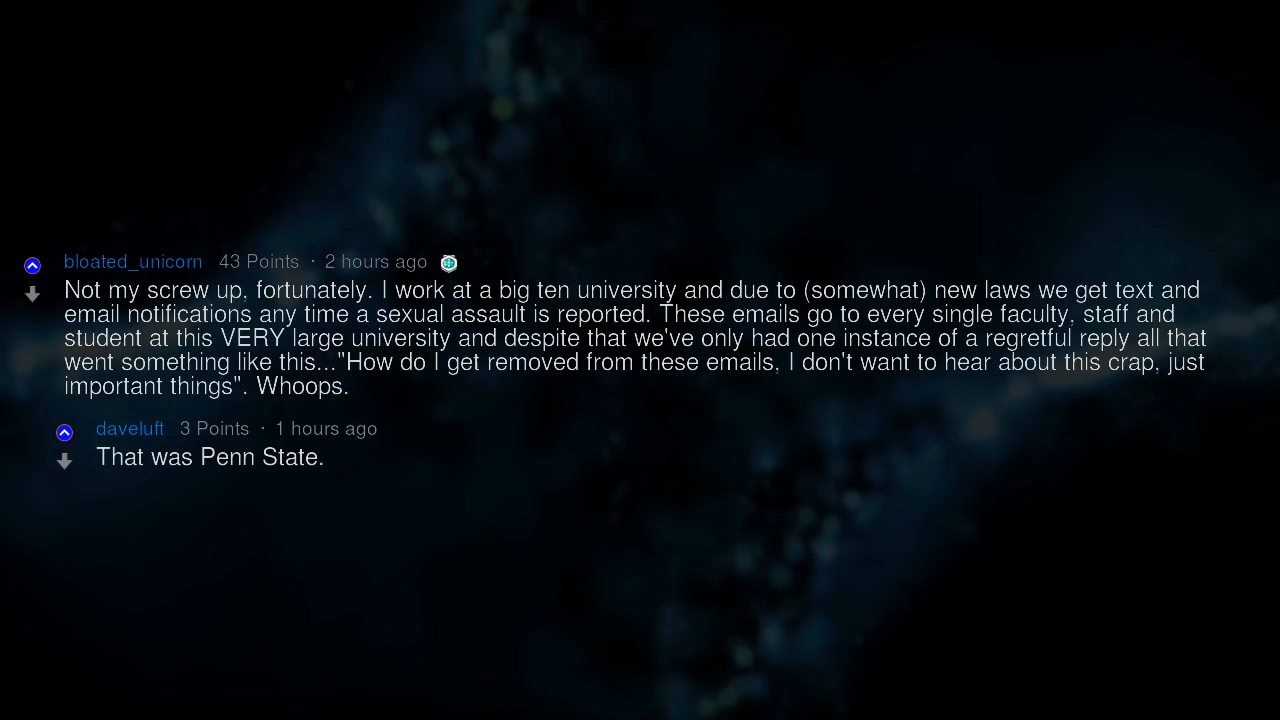 bloated_unicorn 43 Points · 2 hours ago
Not my screw up, fortunately. I work at a big ten university and due to (somewhat) new laws we get text and
email notifications any time a sexual assault is reported. These emails go to every single faculty, staff and
student at this VERY large university and despite that we've only had one instance of a regretful reply all that
went something like this..."How do I get removed from these emails, I don't want to hear about this crap, just
important things". Whoops.
daveluft 3 Points · 1 hours ago
That was Penn State.